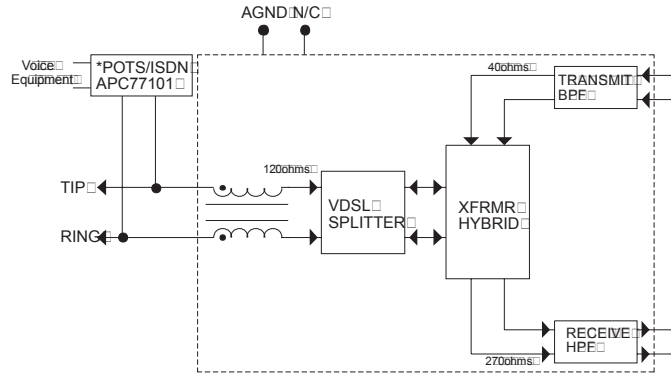 AGND N/C
Voice
Equipment
*POTS/ISDN
APC77101
40ohms
TRANSMIT
BPF
120ohms
TIP
VDSL
SPLITTER
XFRMR
HYBRID
RING
RECEIVE
HPF
270ohms